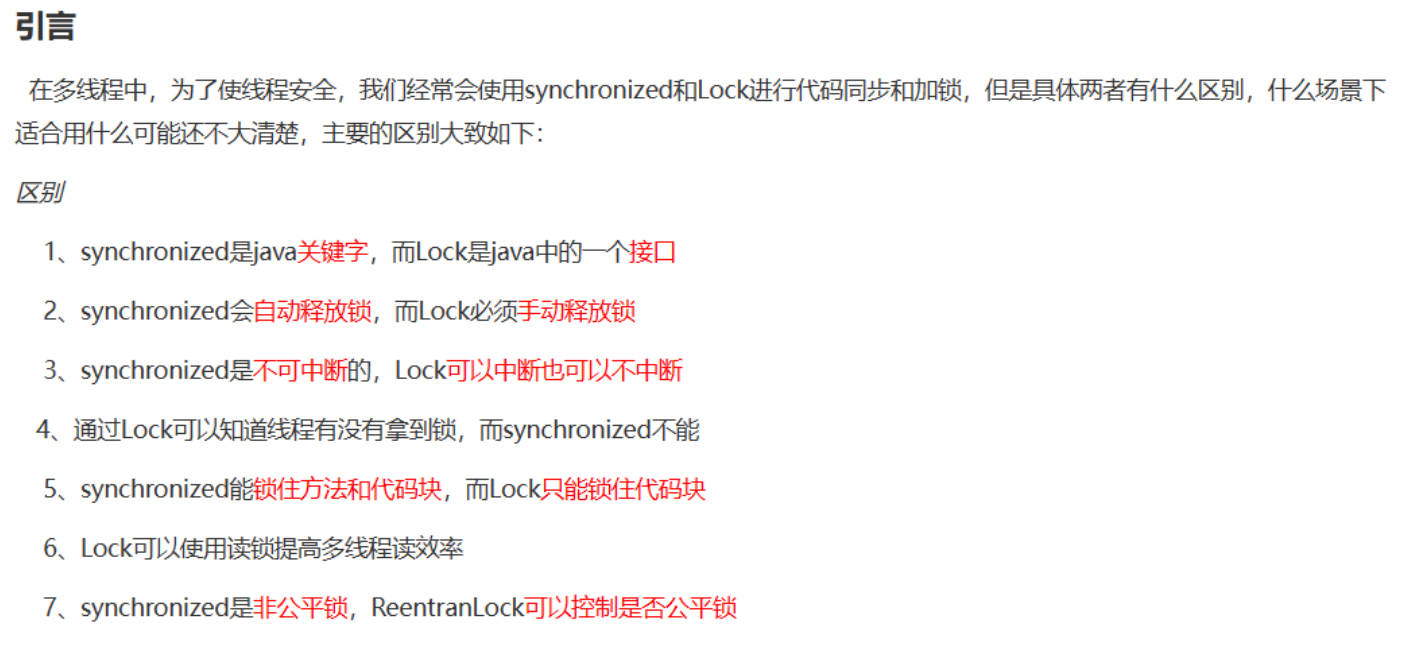 引言
在多线程中，为了使线程安全，我们经常会使用synchronized和Lock进行代码同步和加锁，但是具体两者有什么区别，什么场景下
适合用什么可能还不大清楚，主要的区别大致如下：
区别
1、synchronized是java关键字，而Lock是java中的一个接口
2、synchronized会自动释放锁，而Lock必须手动释放锁
3、synchronized是不可中断的，Lock可以中断也可以不中断
4、通过Lock可以知道线程有没有拿到锁，而synchronized不能
5、synchronized能锁住方法和代码块，而Lock只能锁住代码块
6、Lock可以使用读锁提高多线程读效率
7、synchronized是非公平锁，ReentranLock可以控制是否公平锁